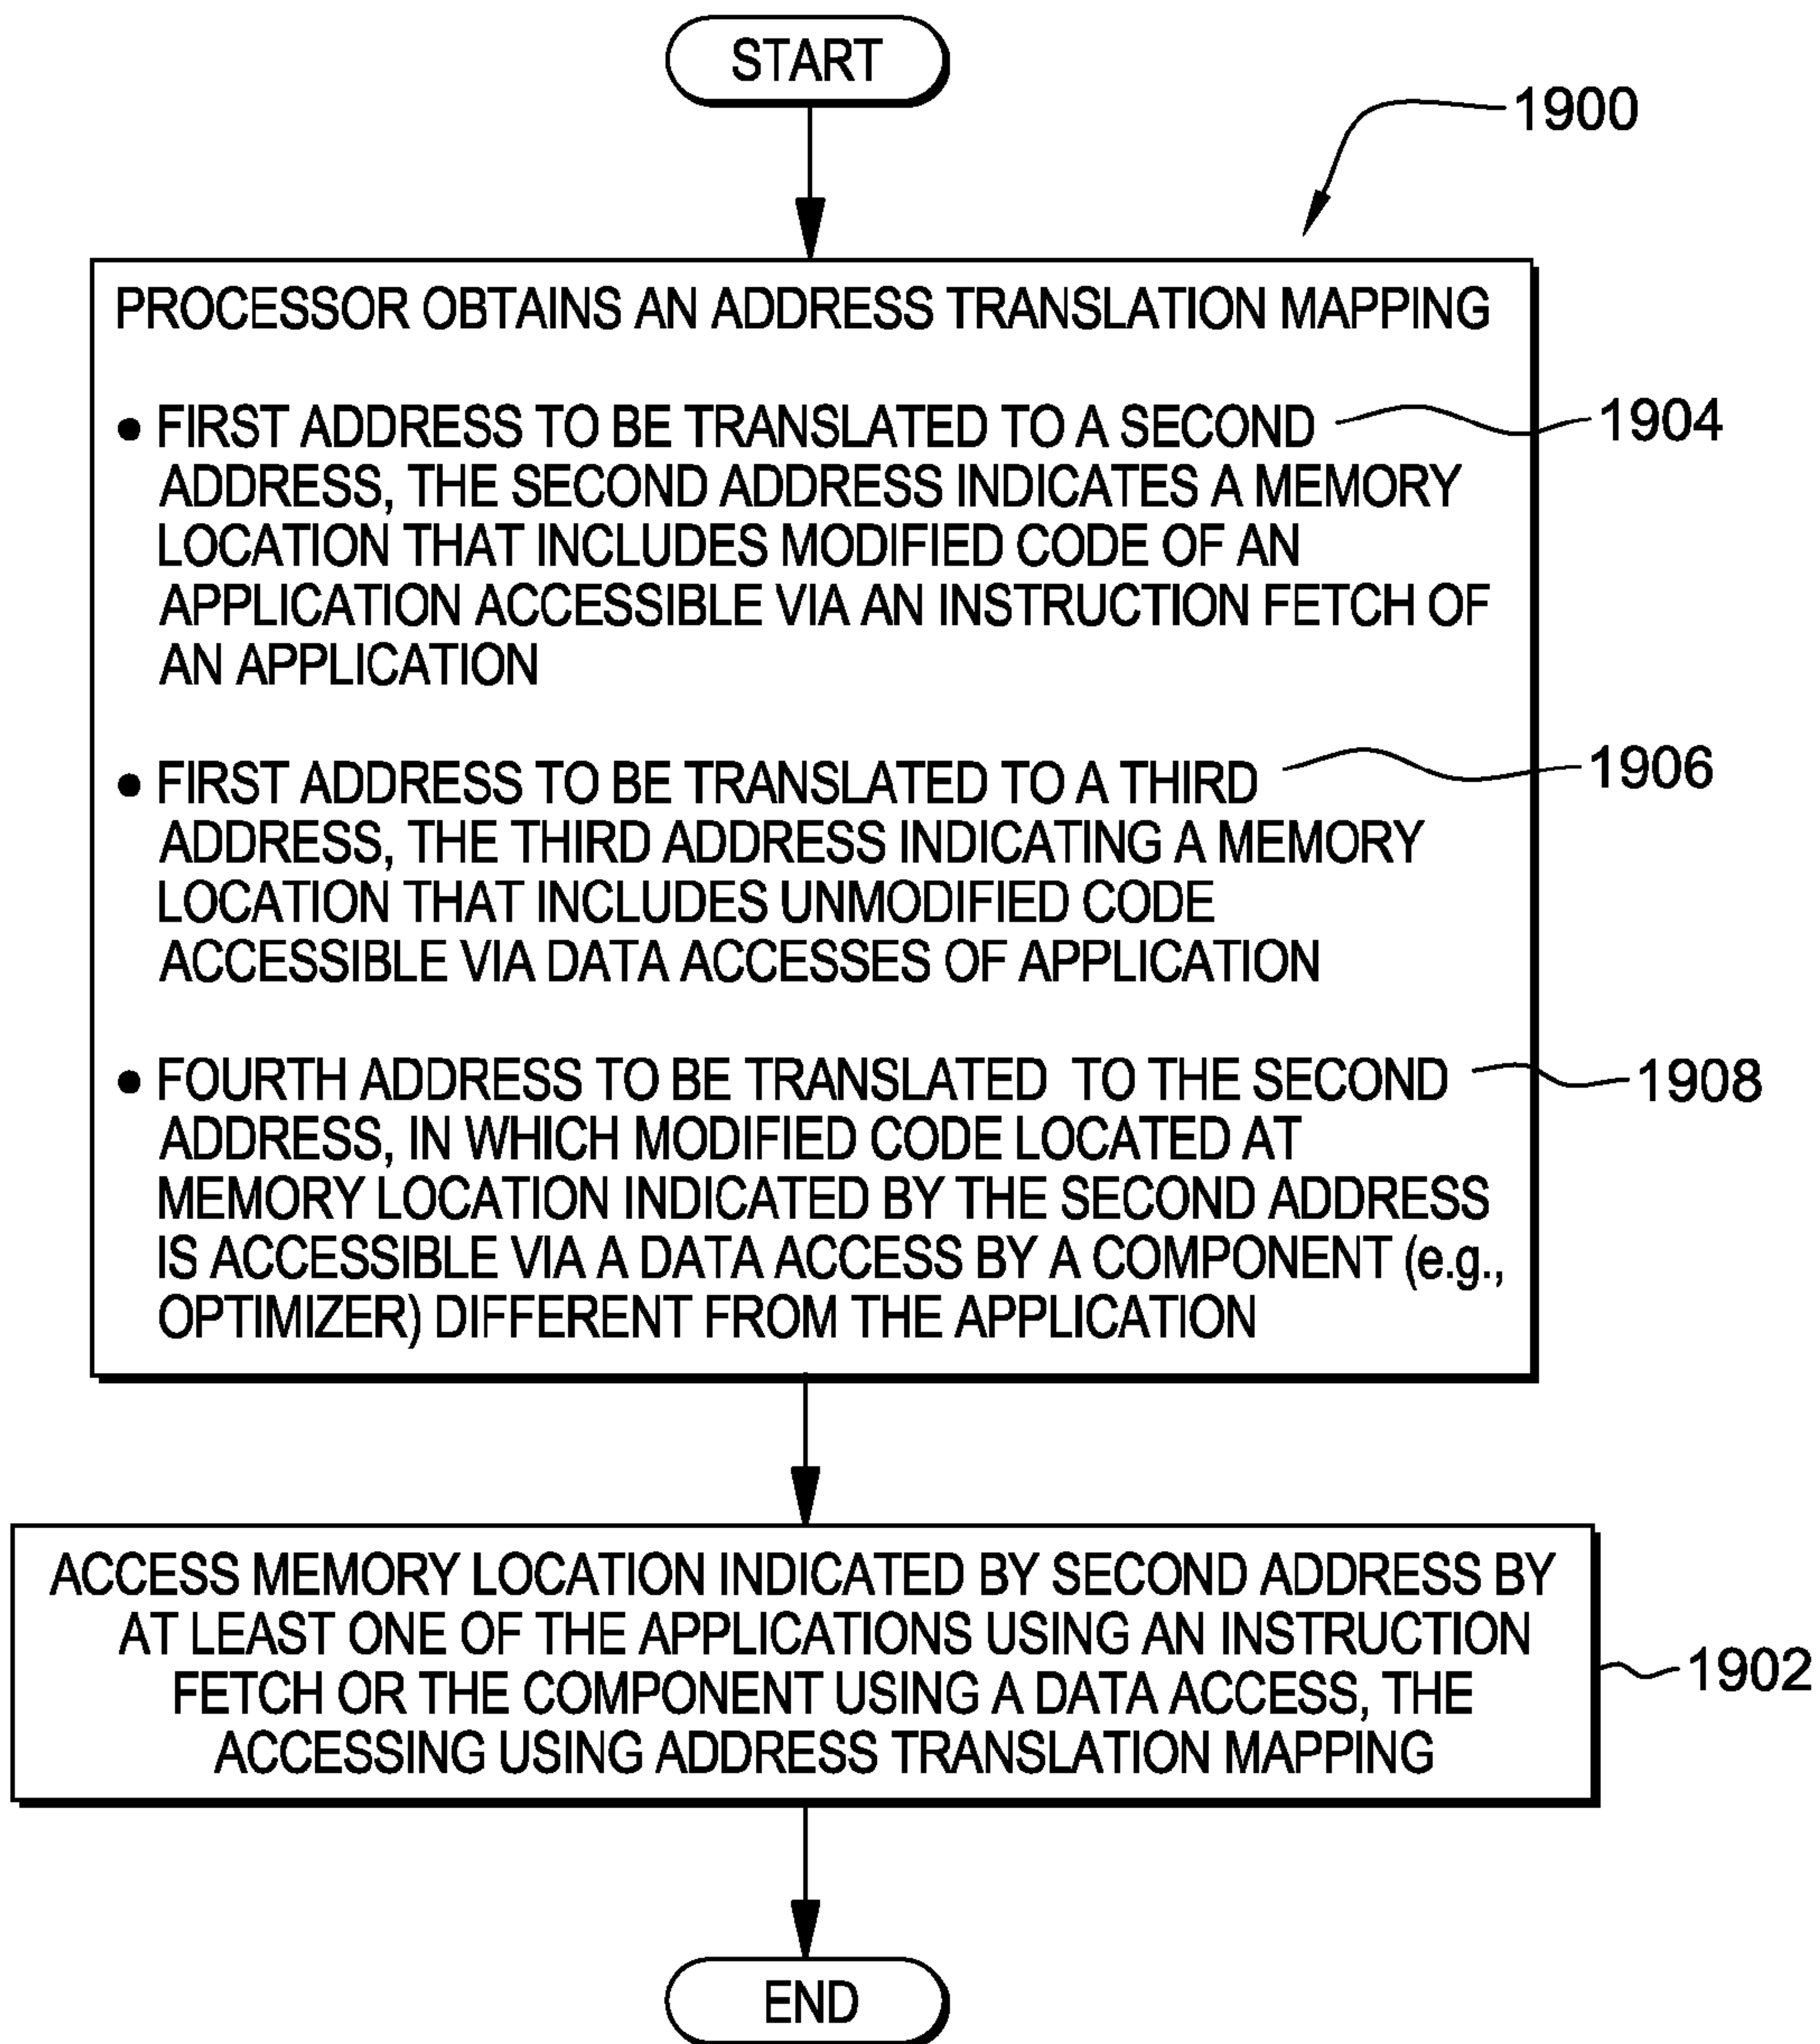 START
1900
PROCESSOR OBTAINS AN ADDRESS TRANSLATION MAPPING
• FIRST ADDRESS TO BE TRANSLATED TO A SECOND
1904
ADDRESS, THE SECOND ADDRESS INDICATES A MEMORY
LOCATION THAT INCLUDES MODIFIED CODE OF AN
APPLICATION ACCESSIBLE VIA AN INSTRUCTION FETCH OF
AN APPLICATION
• FIRST ADDRESS TO BE TRANSLATED TO A THIRD
1906
ADDRESS, THE THIRD ADDRESS INDICATING A MEMORY
LOCATION THAT INCLUDES UNMODIFIED CODE
ACCESSIBLE VIA DATA ACCESSES OF APPLICATION
• FOURTH ADDRESS TO BE TRANSLATED TO THE SECOND
1908
ADDRESS, IN WHICH MODIFIED CODE LOCATED AT
MEMORY LOCATION INDICATED BY THE SECOND ADDRESS
IS ACCESSIBLE VIA A DATA ACCESS BY A COMPONENT (e.g.,
OPTIMIZER) DIFFERENT FROM THE APPLICATION
ACCESS MEMORY LOCATION INDICATED BY SECOND ADDRESS BY
AT LEAST ONE OF THE APPLICATIONS USING AN INSTRUCTION
FETCH OR THE COMPONENT USING A DATA ACCESS, THE
ACCESSING USING ADDRESS TRANSLATION MAPPING
1902
END